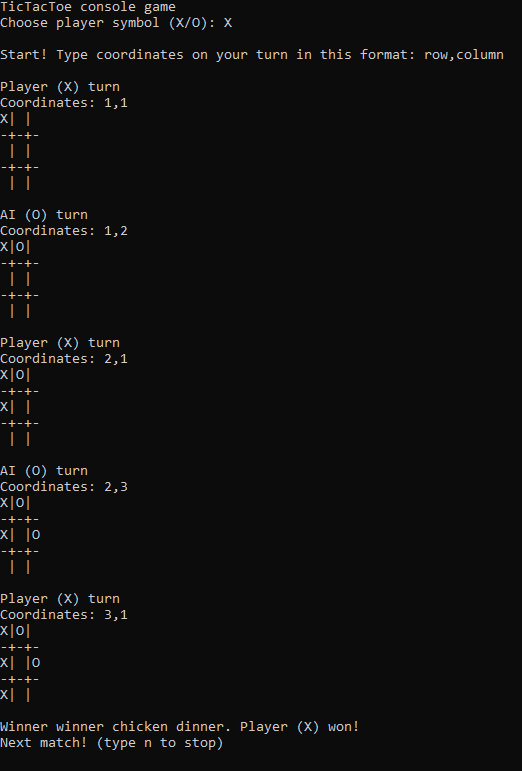 TicTacToe console game
Choose player symbol (X/O): X

Start! Type coordinates on your turn in this format: row,column

Player (X) turn
Coordinates: 1,1
X| |
-+-+-
 | |
-+-+-
 | |

AI (O) turn
Coordinates: 1,2
X|O|
-+-+-
 | |
-+-+-
 | |

Player (X) turn
Coordinates: 2,1
X|O|
-+-+-
X| |
-+-+-
 | |

AI (O) turn
Coordinates: 2,3
X|O|
-+-+-
X| |O
-+-+-
 | |

Player (X) turn
Coordinates: 3,1
X|O|
-+-+-
X| |O
-+-+-
X| |

Winner winner chicken dinner. Player (X) won!
Next match! (type n to stop)